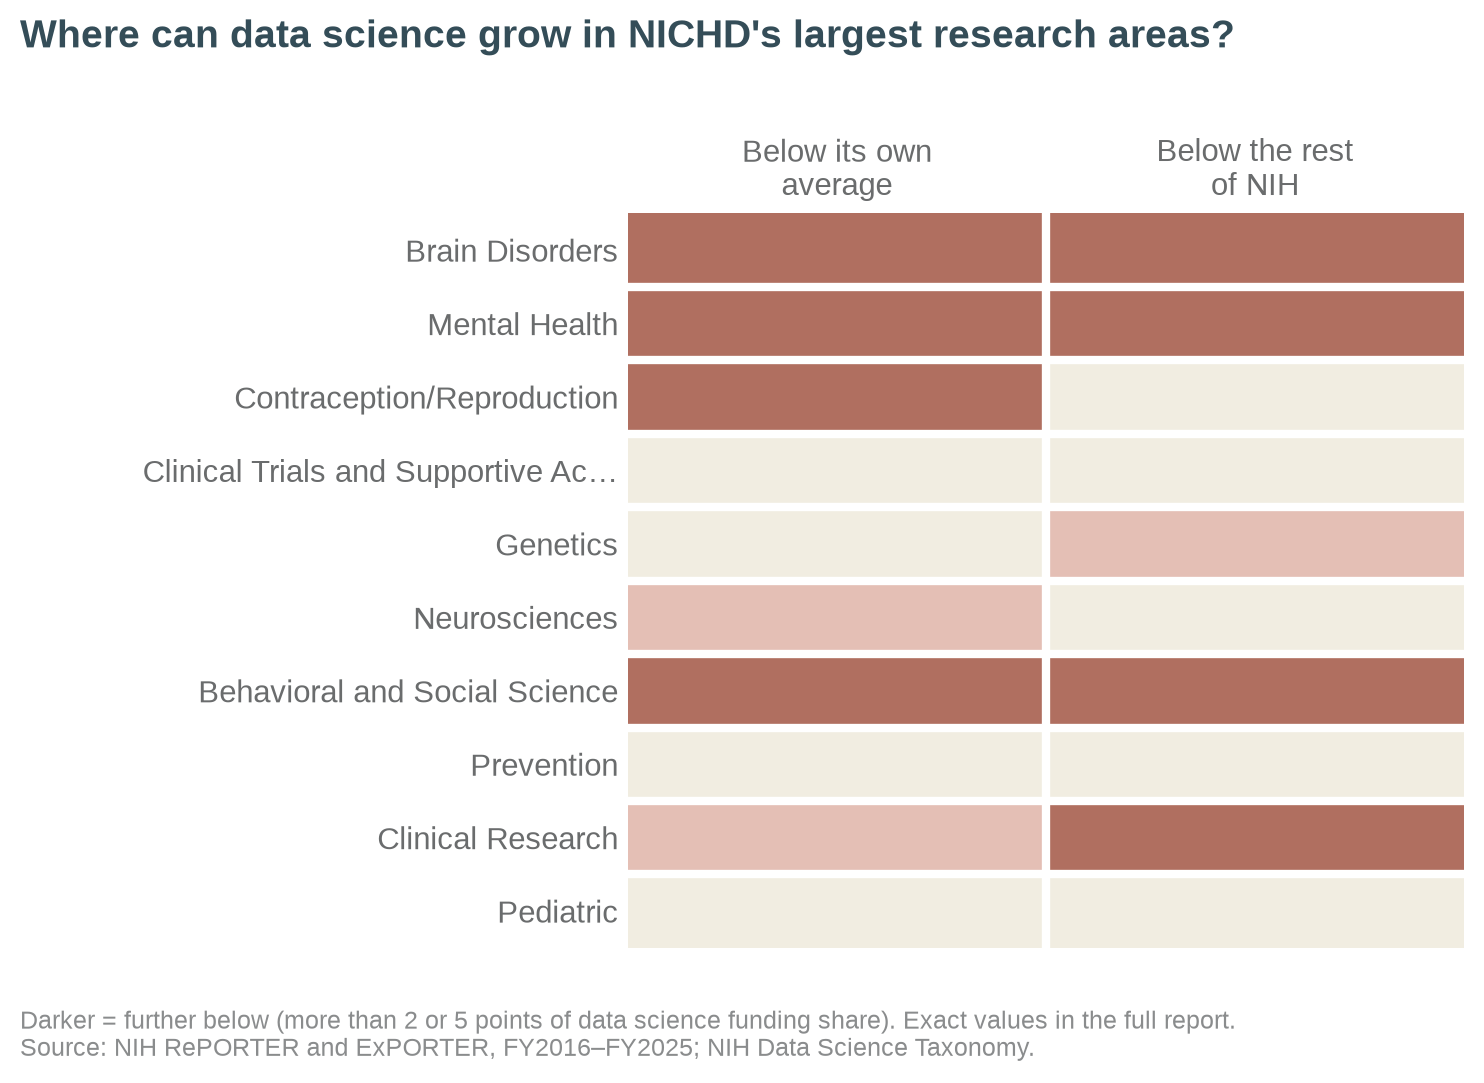 Where can data science grow in NICHD's largest research areas?
Below its own
average
Below the rest
of NIH
Brain Disorders
Mental Health
Contraception/Reproduction
Clinical Trials and Supportive Ac…
Genetics
Neurosciences
Behavioral and Social Science
Prevention
Clinical Research
Pediatric
Darker = further below (more than 2 or 5 points of data science funding share). Exact values in the full report.
Source: NIH RePORTER and ExPORTER, FY2016–FY2025; NIH Data Science Taxonomy.